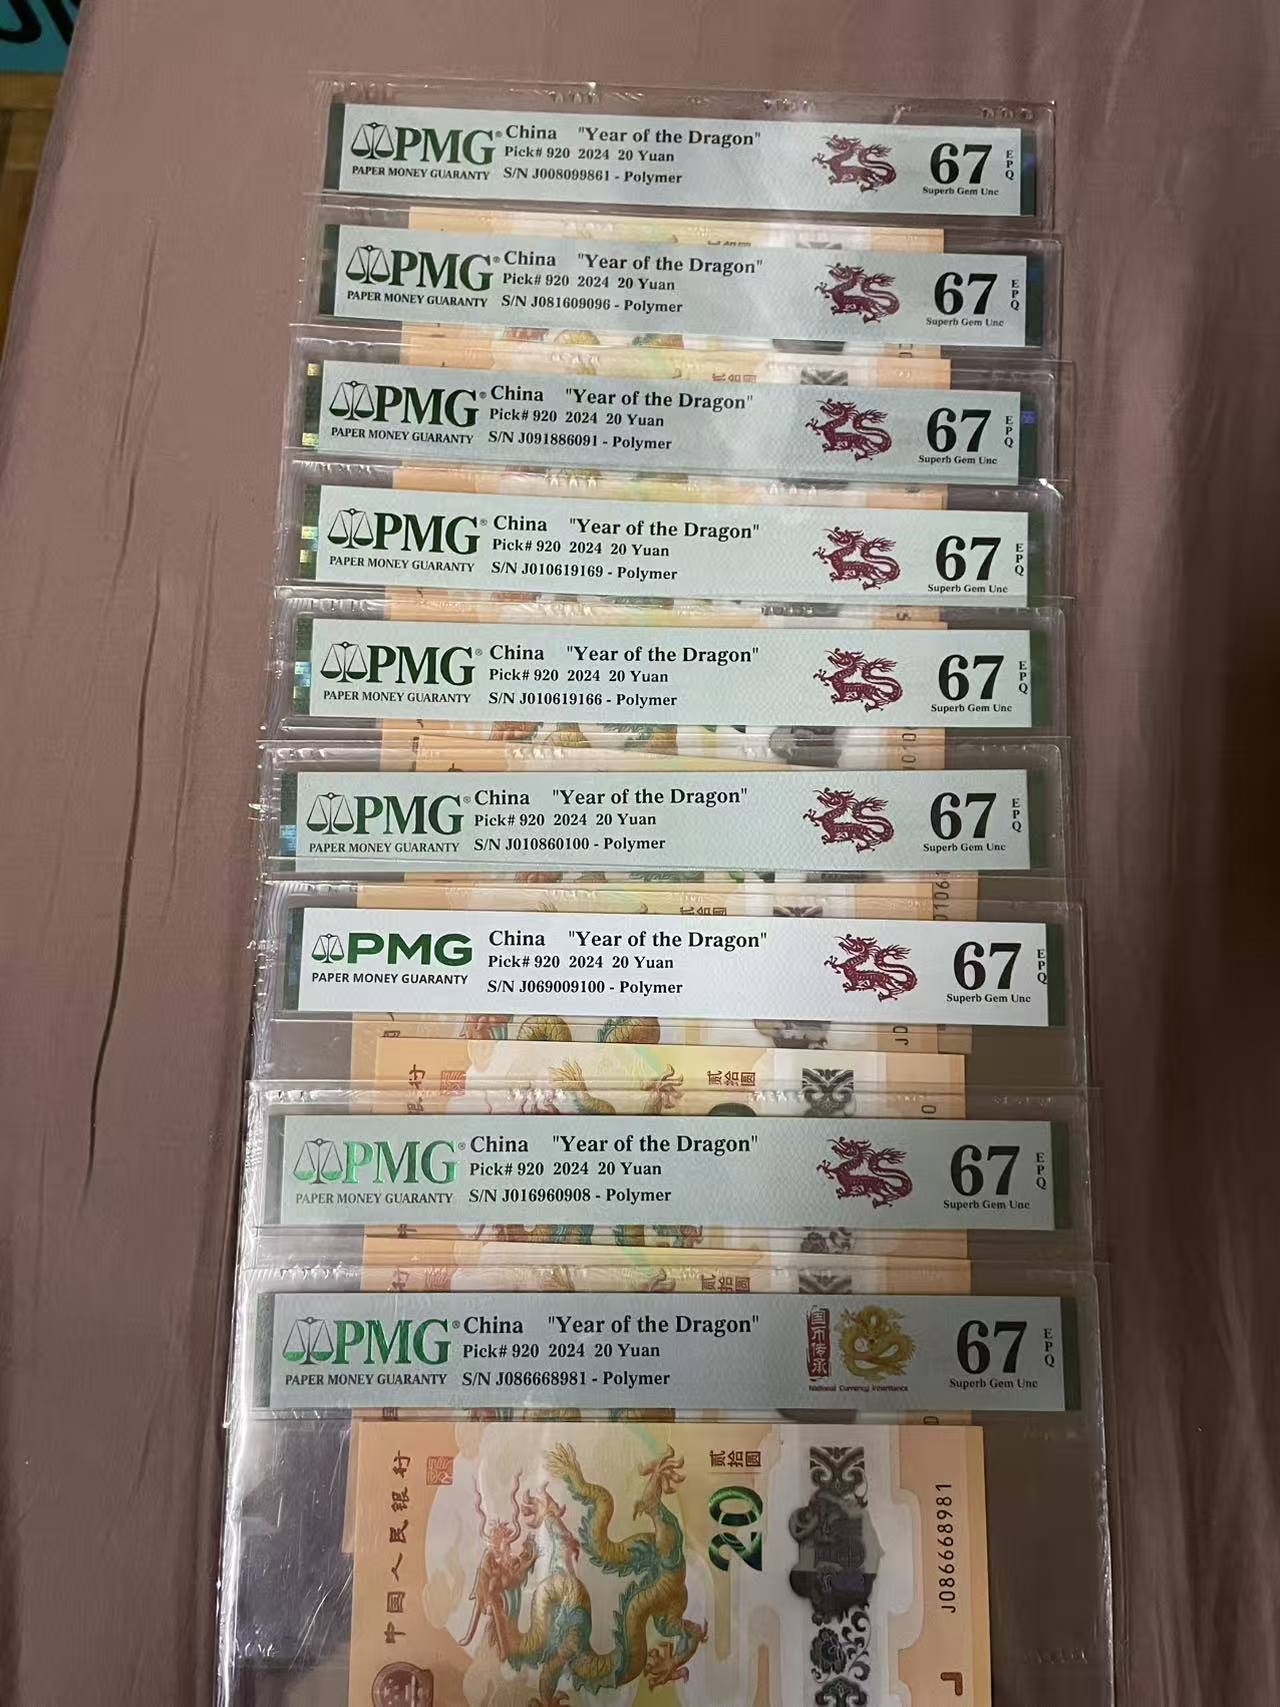 PMG® China "Year of the Dragon"
Pick# 920 2024 20 Yuan
PAPER MONEY GUARANTY S/N J008099861 - Polymer
67 EPQ
Superb Gem Unc
PMG® China "Year of the Dragon"
Pick# 920 2024 20 Yuan
PAPER MONEY GUARANTY S/N J081609096 - Polymer
67 EPQ
Superb Gem Unc
PMG® China "Year of the Dragon"
Pick# 920 2024 20 Yuan
PAPER MONEY GUARANTY S/N J091886091 - Polymer
67 EPQ
Superb Gem Unc
PMG® China "Year of the Dragon"
Pick# 920 2024 20 Yuan
PAPER MONEY GUARANTY S/N J010619169 - Polymer
67 EPQ
Superb Gem Unc
PMG® China "Year of the Dragon"
Pick# 920 2024 20 Yuan
PAPER MONEY GUARANTY S/N J010619166 - Polymer
67 EPQ
Superb Gem Unc
PMG® China "Year of the Dragon"
Pick# 920 2024 20 Yuan
PAPER MONEY GUARANTY S/N J010860100 - Polymer
67 EPQ
Superb Gem Unc
PMG China "Year of the Dragon"
Pick# 920 2024 20 Yuan
PAPER MONEY GUARANTY S/N J069009100 - Polymer
67 EPQ
Superb Gem Unc
贰拾圆
PMG® China "Year of the Dragon"
Pick# 920 2024 20 Yuan
PAPER MONEY GUARANTY S/N J016960908 - Polymer
67 EPQ
Superb Gem Unc
贰拾圆
PMG® China "Year of the Dragon"
Pick# 920 2024 20 Yuan
PAPER MONEY GUARANTY S/N J086668981 - Polymer
国币传承
National Currency Inheritance
67 EPQ
Superb Gem Unc
中国人民银行
贰拾圆
20
J086668981